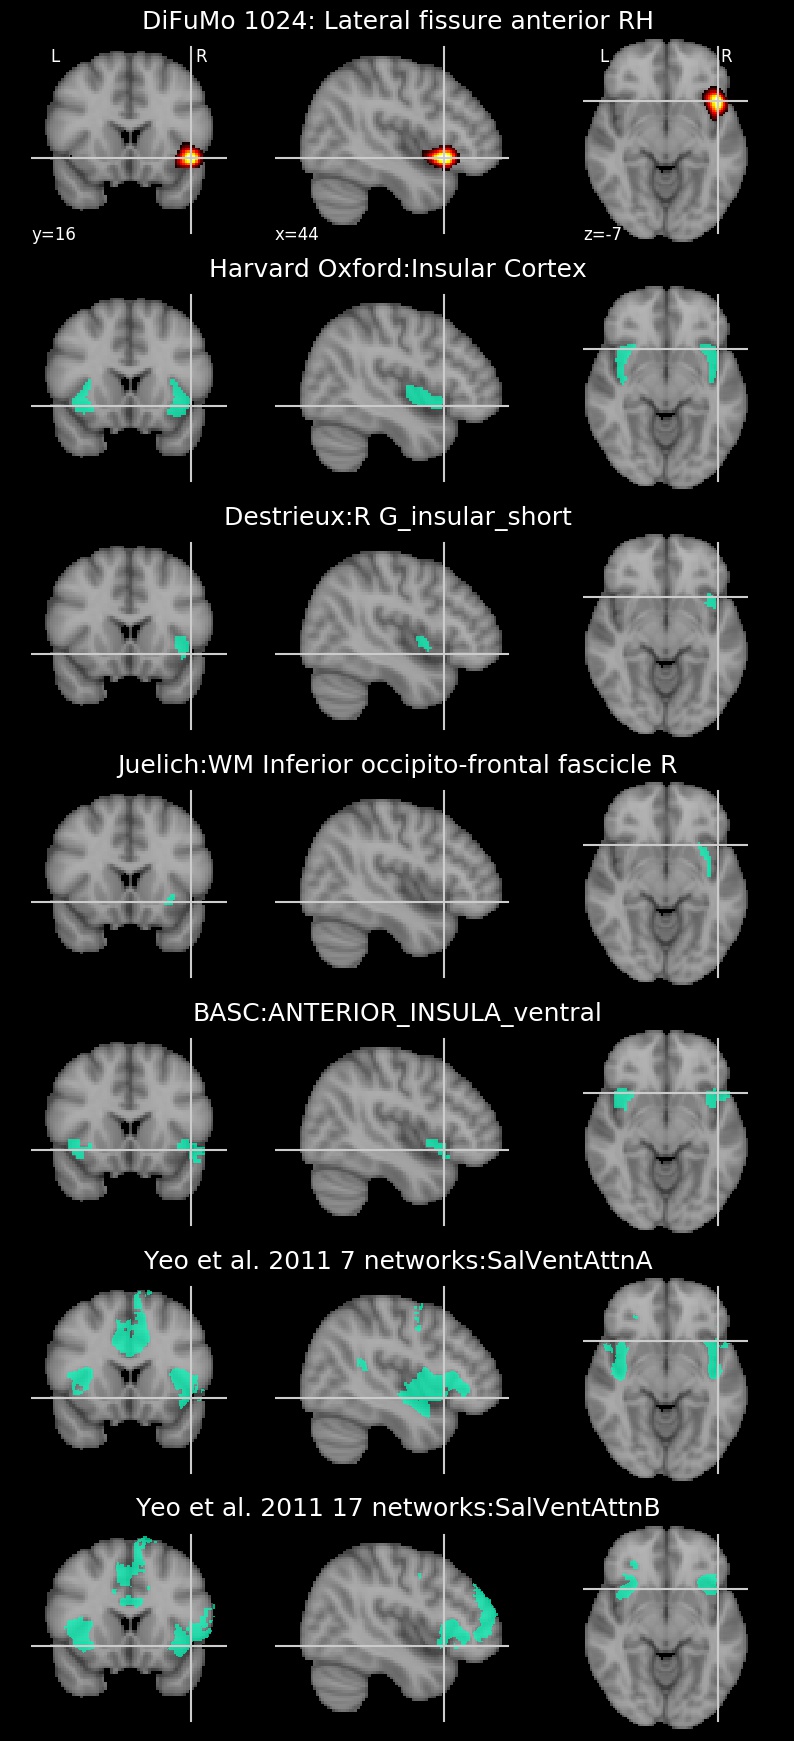 DiFuMo 1024: Lateral fissure anterior RH
L R L R
y=16 x=44 z=-7
Harvard Oxford:Insular Cortex
Destrieux:R G_insular_short
Juelich:WM Inferior occipito-frontal fascicle R
BASC:ANTERIOR_INSULA_ventral
Yeo et al. 2011 7 networks:SalVentAttnA
Yeo et al. 2011 17 networks:SalVentAttnB